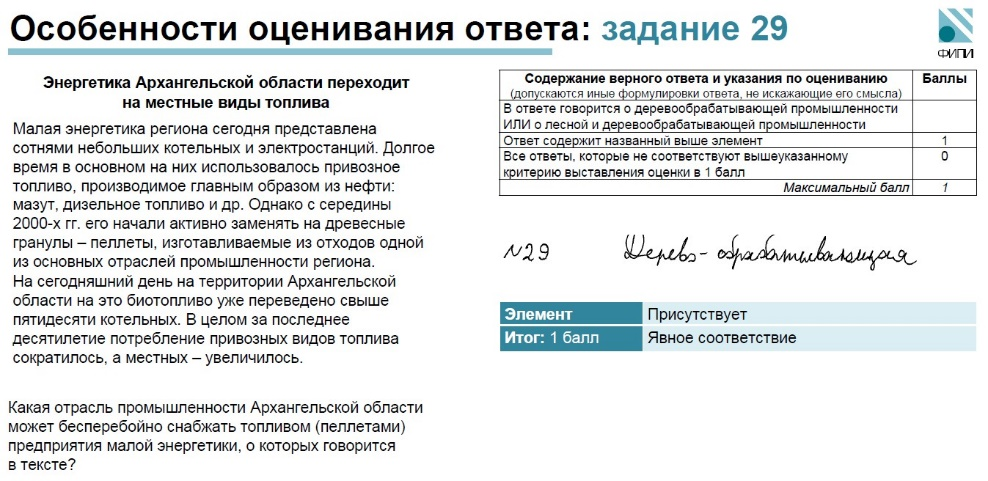 Особенности оценивания ответа: задание 29
ФИПИ
Энергетика Архангельской области переходит
на местные виды топлива
Малая энергетика региона сегодня представлена
сотнями небольших котельных и электростанций. Долгое
время в основном на них использовалось привозное
топливо, производимое главным образом из нефти:
мазут, дизельное топливо и др. Однако с середины
2000-х гг. его начали активно заменять на древесные
гранулы – пеллеты, изготавливаемые из отходов одной
из основных отраслей промышленности региона.
На сегодняшний день на территории Архангельской
области на это биотопливо уже переведено свыше
пятидесяти котельных. В целом за последнее
десятилетие потребление привозных видов топлива
сократилось, а местных – увеличилось.
Какая отрасль промышленности Архангельской области
может бесперебойно снабжать топливом (пеллетами)
предприятия малой энергетики, о которых говорится
в тексте?
Содержание верного ответа и указания по оцениванию Баллы
(допускаются иные формулировки ответа, не искажающие его смысла)
В ответе говорится о деревообрабатывающей промышленности
ИЛИ о лесной и деревообрабатывающей промышленности
Ответ содержит названный выше элемент 1
Все ответы, которые не соответствуют вышеуказанному 0
критерию выставления оценки в 1 балл
Максимальный балл 1
№29 Дерево-обрабатывающая
Элемент Присутствует
Итог: 1 балл Явное соответствие